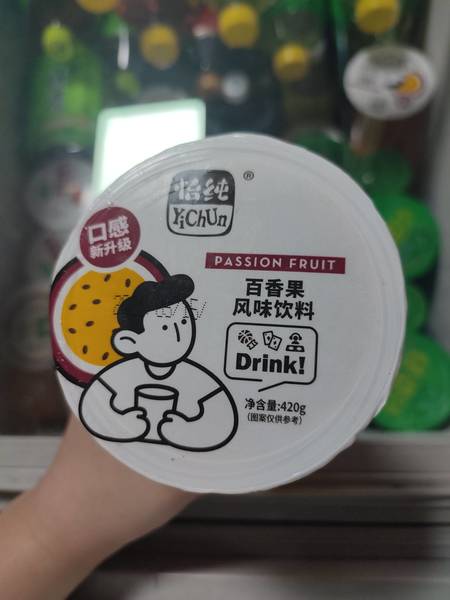 怡纯
YiChUn
®
口感
新升级
PASSION FRUIT
百香果
风味饮料
Drink!
净含量:420g
(图案仅供参考)